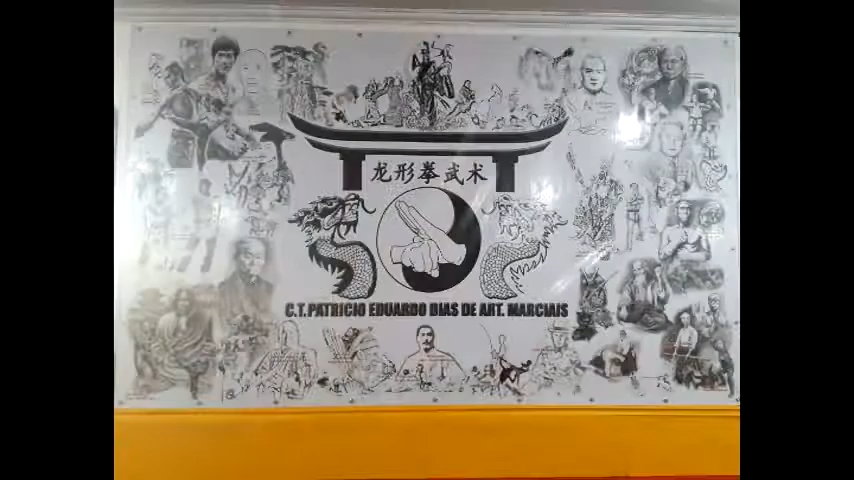 龙形拳武术
C.T. PATRICIO EDUARDO DIAS DE ART. MARCIAIS